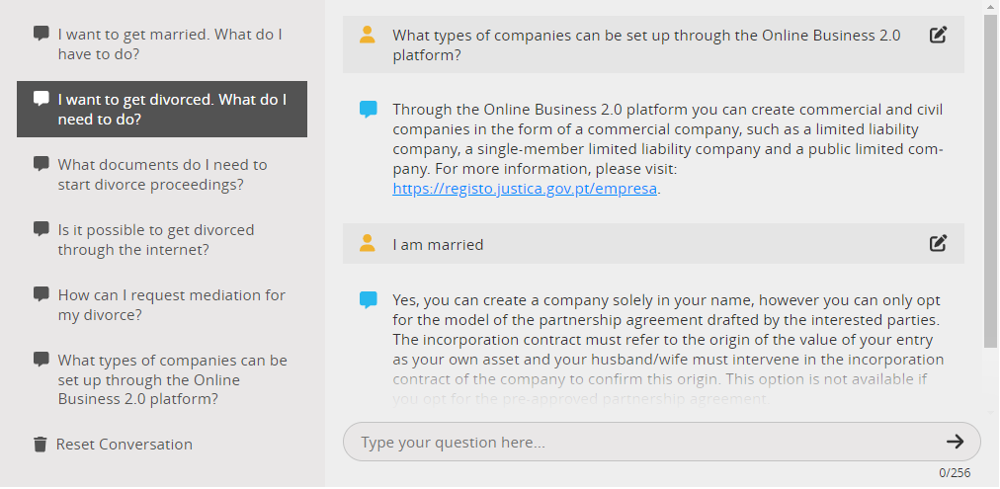 I want to get married. What do I
have to do?
I want to get divorced. What do I
need to do?
What documents do I need to
start divorce proceedings?
Is it possible to get divorced
through the internet?
How can I request mediation for
my divorce?
What types of companies can be
set up through the Online
Business 2.0 platform?
Reset Conversation
What types of companies can be set up through the Online Business 2.0
platform?
Through the Online Business 2.0 platform you can create commercial and civil
companies in the form of a commercial company, such as a limited liability
company, a single-member limited liability company and a public limited com-
pany. For more information, please visit:
https://registo.justica.gov.pt/empresa.
I am married
Yes, you can create a company solely in your name, however you can only opt
for the model of the partnership agreement drafted by the interested parties.
The incorporation contract must refer to the origin of the value of your entry
as your own asset and your husband/wife must intervene in the incorporation
contract of the company to confirm this origin. This option is not available if
you opt for the pre-approved partnership agreement
Type your question here...
0/256